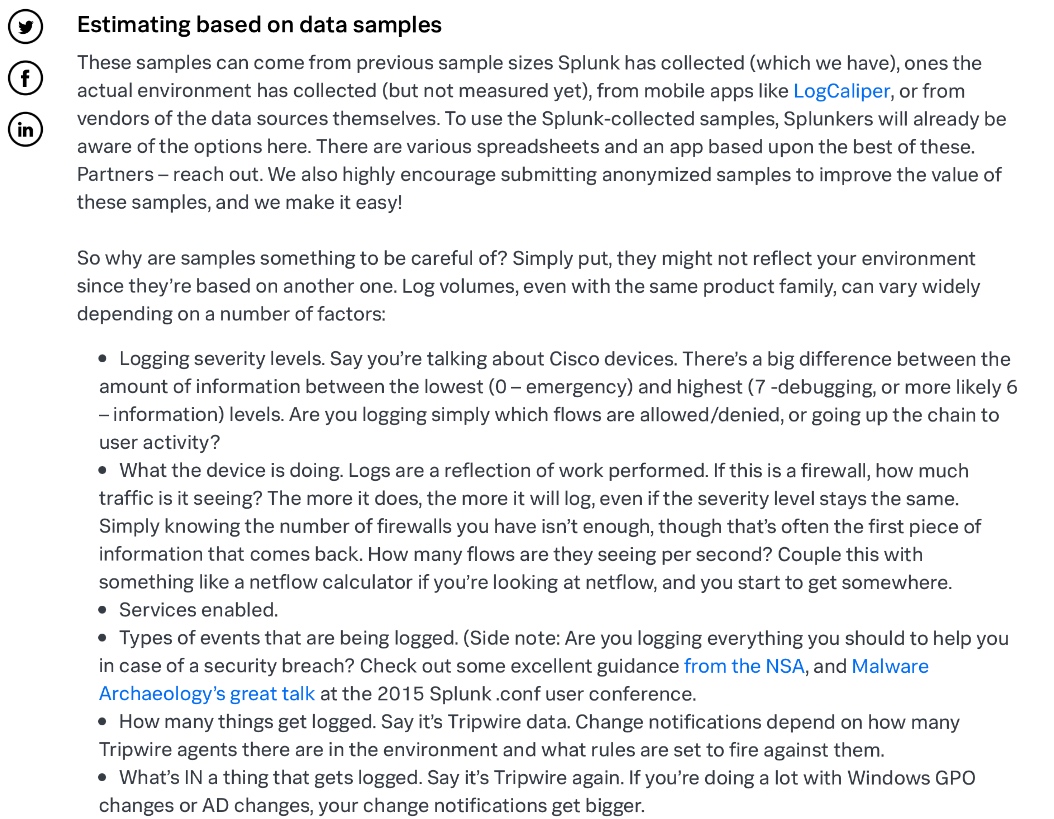 Estimating based on data samples
These samples can come from previous sample sizes Splunk has collected (which we have), ones the
actual environment has collected (but not measured yet), from mobile apps like LogCaliper, or from
vendors of the data sources themselves. To use the Splunk-collected samples, Splunkers will already be
aware of the options here. There are various spreadsheets and an app based upon the best of these.
Partners – reach out. We also highly encourage submitting anonymized samples to improve the value of
these samples, and we make it easy!
So why are samples something to be careful of? Simply put, they might not reflect your environment
since they're based on another one. Log volumes, even with the same product family, can vary widely
depending on a number of factors:
• Logging severity levels. Say you're talking about Cisco devices. There's a big difference between the
amount of information between the lowest (0 – emergency) and highest (7 -debugging, or more likely 6
– information) levels. Are you logging simply which flows are allowed/denied, or going up the chain to
user activity?
• What the device is doing. Logs are a reflection of work performed. If this is a firewall, how much
traffic is it seeing? The more it does, the more it will log, even if the severity level stays the same.
Simply knowing the number of firewalls you have isn't enough, though that's often the first piece of
information that comes back. How many flows are they seeing per second? Couple this with
something like a netflow calculator if you're looking at netflow, and you start to get somewhere.
• Services enabled.
• Types of events that are being logged. (Side note: Are you logging everything you should to help you
in case of a security breach? Check out some excellent guidance from the NSA, and Malware
Archaeology's great talk at the 2015 Splunk .conf user conference.
• How many things get logged. Say it's Tripwire data. Change notifications depend on how many
Tripwire agents there are in the environment and what rules are set to fire against them.
• What's IN a thing that gets logged. Say it's Tripwire again. If you're doing a lot with Windows GPO
changes or AD changes, your change notifications get bigger.